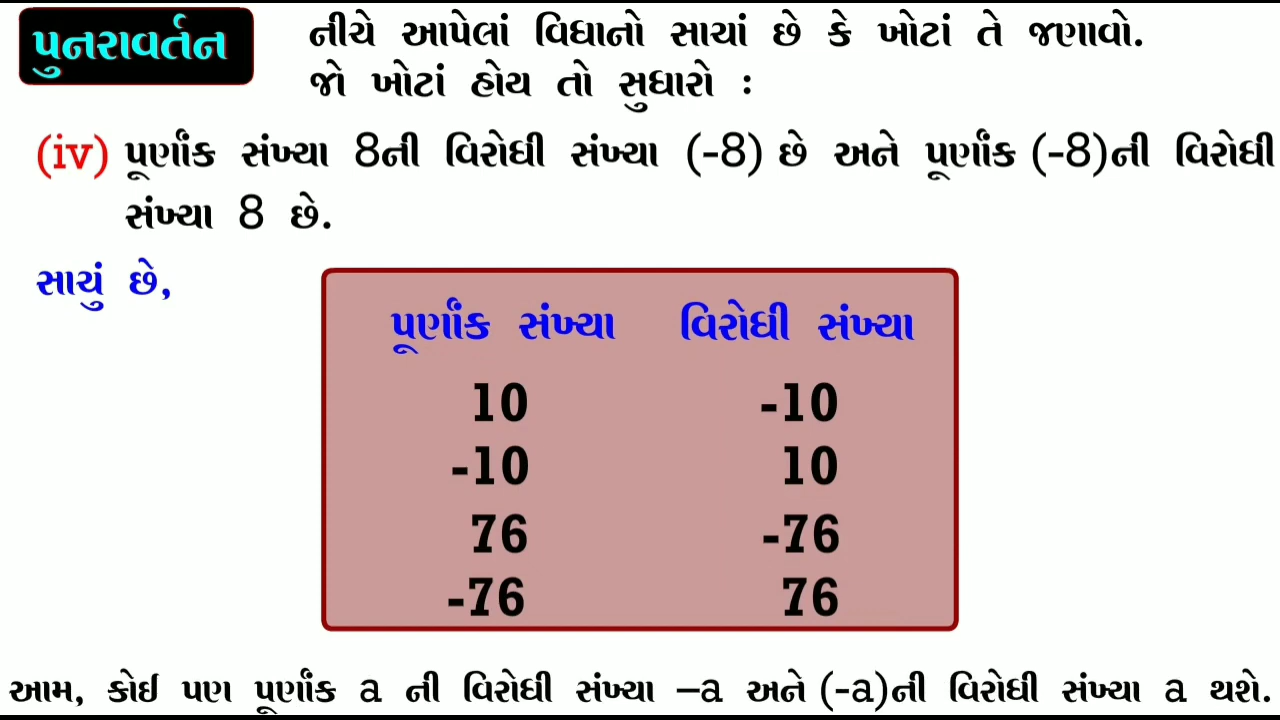 પુનરાવર્તન
નીચે આપેલાં વિધાનો સાચાં છે કે ખોટાં તે જણાવો.
જો ખોટાં હોય તો સુધારો :
(iv) પૂર્ણાંક સંખ્યા 8ની વિરોધી સંખ્યા (-8) છે અને પૂર્ણાંક (-8)ની વિરોધી
સંખ્યા 8 છે.
સાચું છે,
પૂર્ણાંક સંખ્યા વિરોધી સંખ્યા
10 -10
-10 10
76 -76
-76 76
આમ, કોઈ પણ પૂર્ણાંક a ની વિરોધી સંખ્યા –a અને (-a)ની વિરોધી સંખ્યા a થશે.